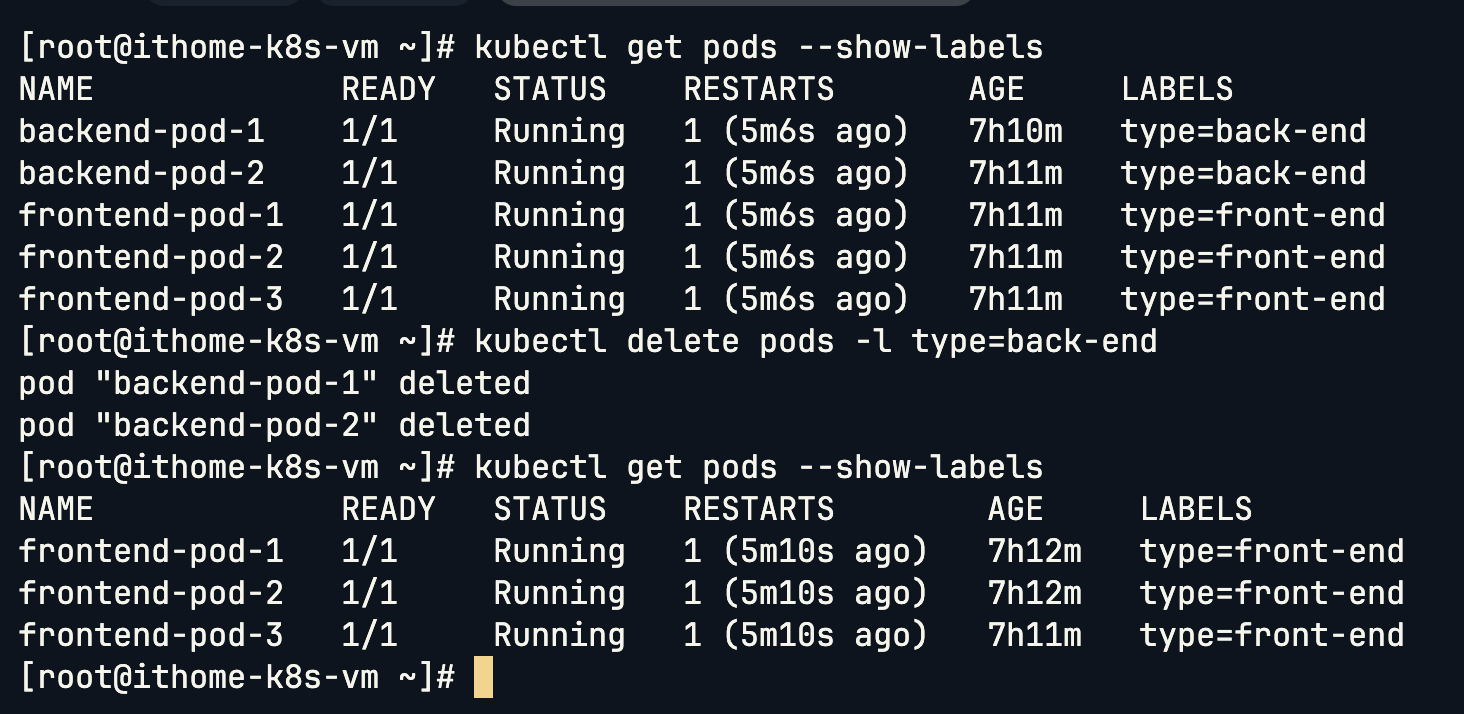 [root@ithome-k8s-vm ~]# kubectl get pods --show-labels
NAME             READY   STATUS    RESTARTS       AGE     LABELS
backend-pod-1    1/1     Running   1 (5m6s ago)   7h10m   type=back-end
backend-pod-2    1/1     Running   1 (5m6s ago)   7h11m   type=back-end
frontend-pod-1   1/1     Running   1 (5m6s ago)   7h11m   type=front-end
frontend-pod-2   1/1     Running   1 (5m6s ago)   7h11m   type=front-end
frontend-pod-3   1/1     Running   1 (5m6s ago)   7h11m   type=front-end
[root@ithome-k8s-vm ~]# kubectl delete pods -l type=back-end
pod "backend-pod-1" deleted
pod "backend-pod-2" deleted
[root@ithome-k8s-vm ~]# kubectl get pods --show-labels
NAME             READY   STATUS    RESTARTS        AGE     LABELS
frontend-pod-1   1/1     Running   1 (5m10s ago)   7h12m   type=front-end
frontend-pod-2   1/1     Running   1 (5m10s ago)   7h12m   type=front-end
frontend-pod-3   1/1     Running   1 (5m10s ago)   7h11m   type=front-end
[root@ithome-k8s-vm ~]#